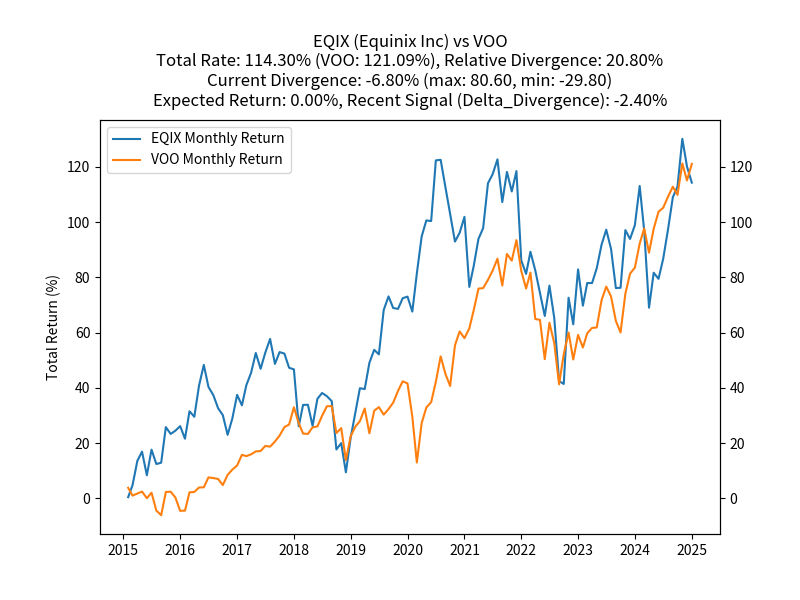 EQIX (Equinix Inc) vs VOO
Total Rate: 114.30% (VOO: 121.09%), Relative Divergence: 20.80%
Current Divergence: -6.80% (max: 80.60, min: -29.80)
Expected Return: 0.00%, Recent Signal (Delta_Divergence): -2.40%
EQIX Monthly Return
VOO Monthly Return
Total Return (%)
120
100
80
60
40
20
0
120
100
80
60
40
20
0
2015 2016 2017 2018 2019 2020 2021 2022 2023 2024 2025